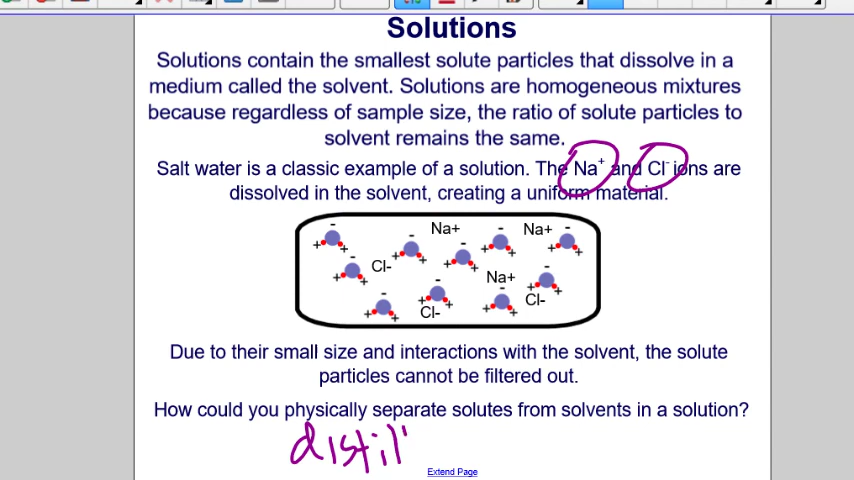 Solutions
Solutions contain the smallest solute particles that dissolve in a
medium called the solvent. Solutions are homogeneous mixtures
because regardless of sample size, the ratio of solute particles to
solvent remains the same.
Salt water is a classic example of a solution. The Na⁺ and Cl⁻ ions are
dissolved in the solvent, creating a uniform material.
- Na+ - Na+ -
+ + - + + - + + + +
- Cl- + + Na+ -
+ + - - + +
- + + + + Cl-
+ + Cl- + +
Due to their small size and interactions with the solvent, the solute
particles cannot be filtered out.
How could you physically separate solutes from solvents in a solution?
distil
Extend Page